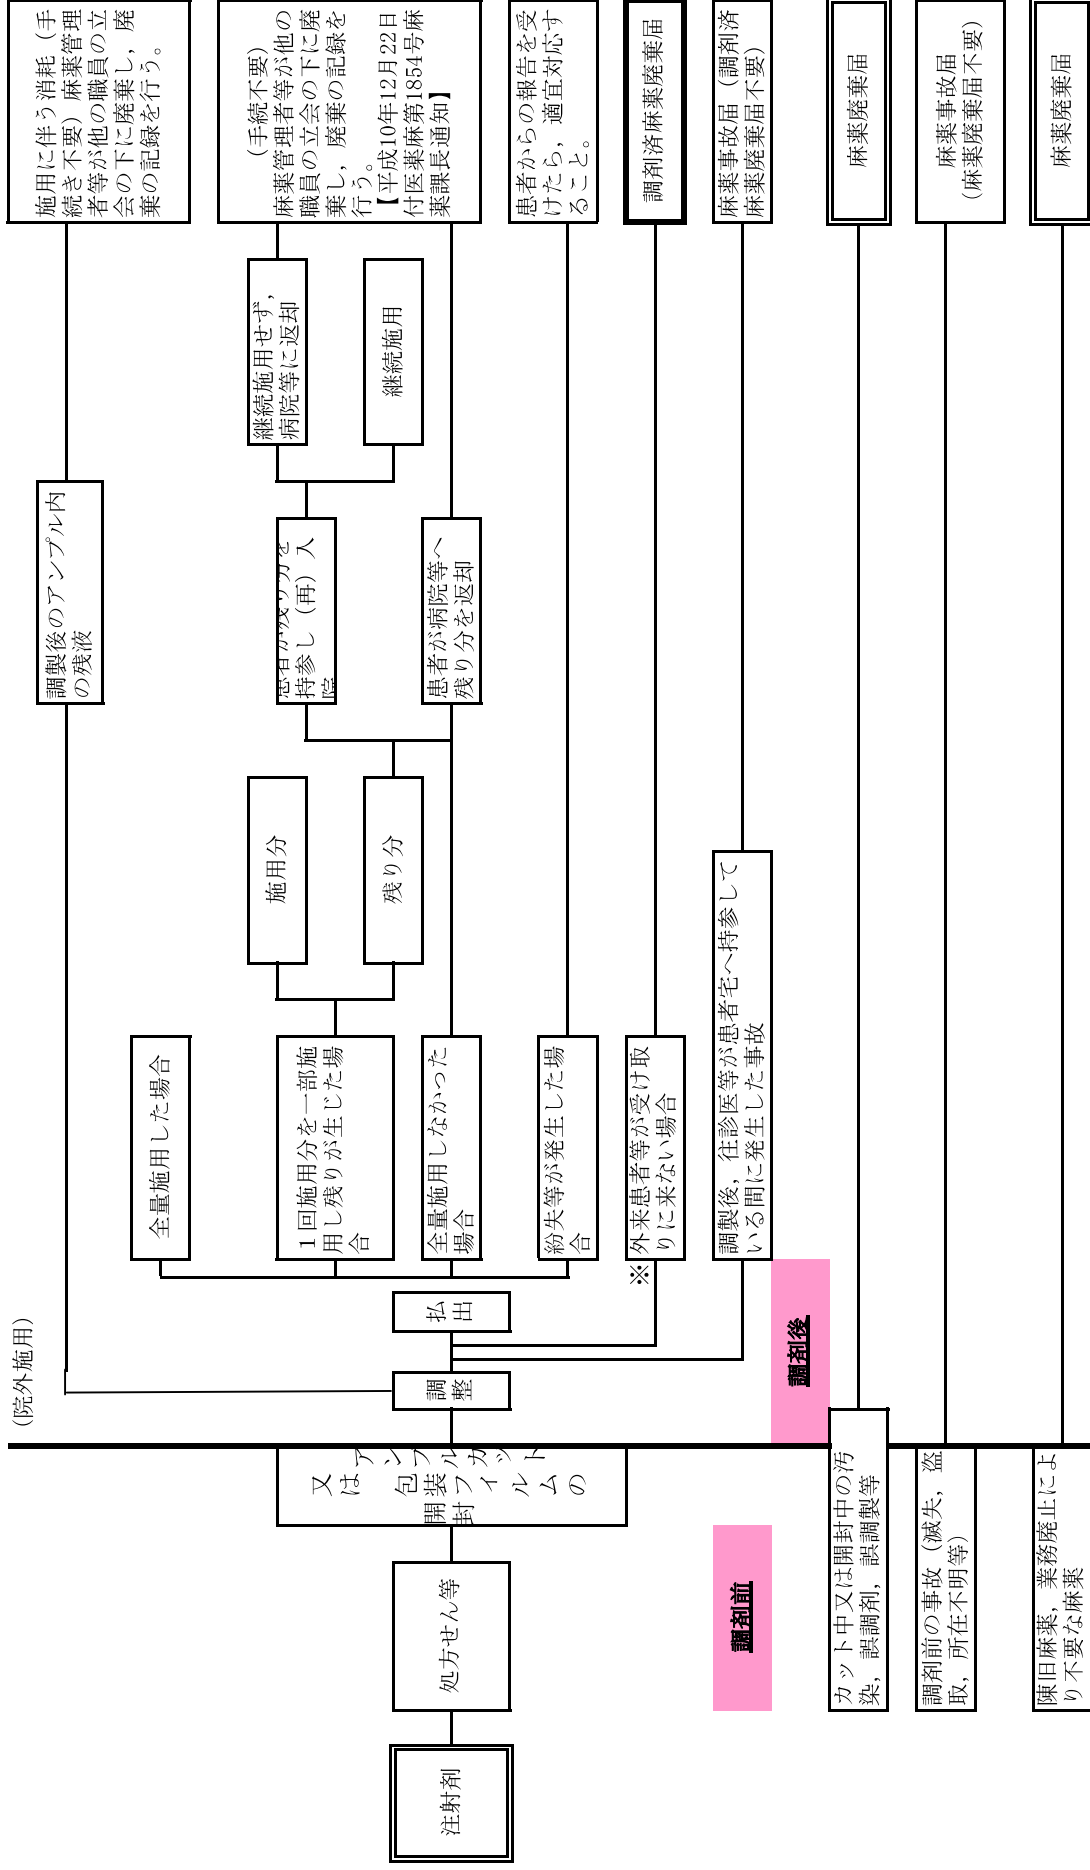 (院外施用)
注射剤
処方せん等
アンプルカット
又は 包装フィルムの
開封
調剤前
調剤後
調
整
払
出
調製後のアンプル内
の残液
施用に伴う消耗（手
続き不要）麻薬管理
者等が他の職員の立
会の下に廃棄し，廃
棄の記録を行う。
全量施用した場合
１回施用分を一部施
用し残りが生じた場
合
施用分
残り分
患者が残り分を
持参し（再）入
院
継続施用せず，
病院等に返却
継続施用
（手続不要）
麻薬管理者等が他の
職員の立会の下に廃
棄し，廃棄の記録を
行う。
【平成10年12月22日
付医薬麻第1854号麻
薬課長通知】
全量施用しなかった
場合
患者が病院等へ
残り分を返却
紛失等が発生した場
合
患者からの報告を受
けたら，適宜対応す
ること。
※
外来患者等が受け取
りに来ない場合
調剤済麻薬廃棄届
調製後，往診医等が患者宅へ持参して
いる間に発生した事故
麻薬事故届（調剤済
麻薬廃棄届不要）
カット中又は開封中の汚
染，誤調剤，誤調製等
麻薬廃棄届
調剤前の事故（滅失，盗
取，所在不明等）
麻薬事故届
（麻薬廃棄届不要）
陳旧麻薬，業務廃止によ
り不要な麻薬
麻薬廃棄届